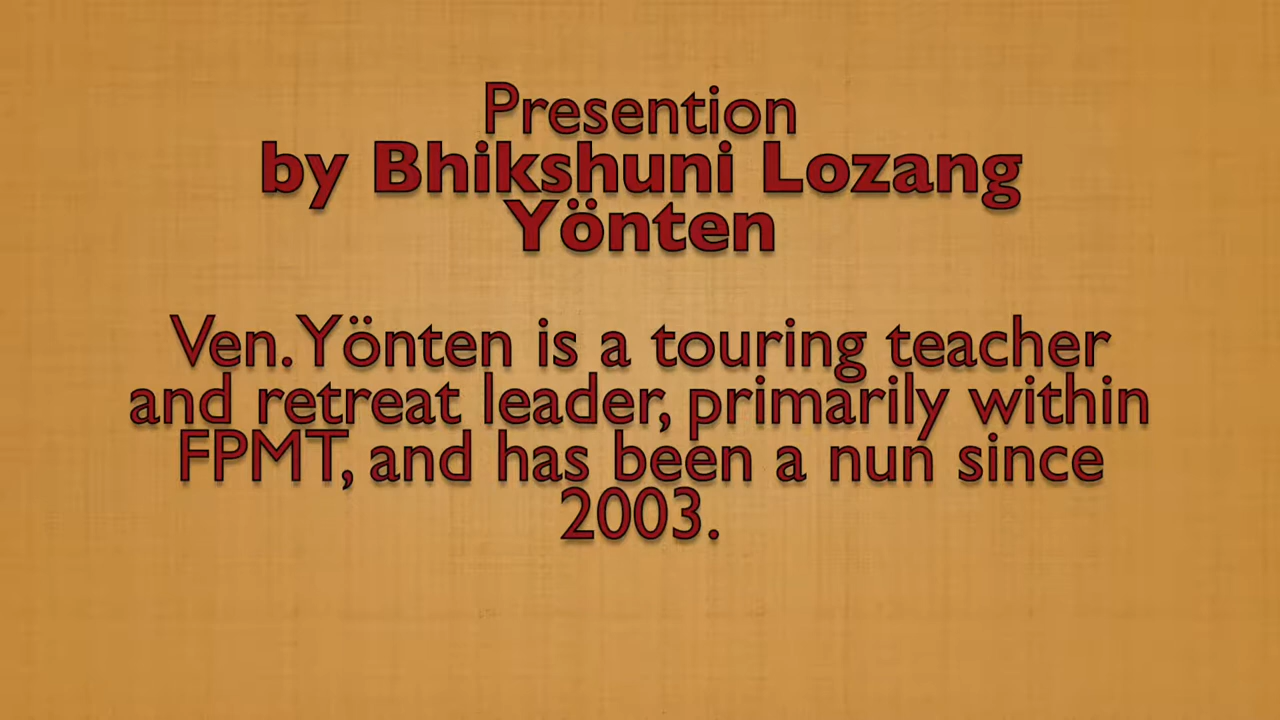 Presention
by Bhikshuni Lozang
Yönten
Ven. Yönten is a touring teacher
and retreat leader, primarily within
FPMT, and has been a nun since
2003.